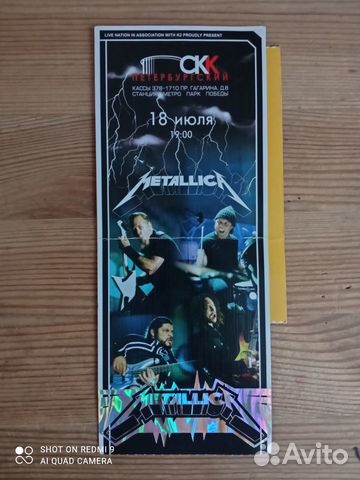 LIVE NATION IN ASSOCIATION WITH K2 PROUDLY PRESENT
СКК
ПЕТЕРБУРГСКИЙ
КАССЫ 378-1710 ПР. ГАГАРИНА, Д.8
СТАНЦИЯ МЕТРО ПАРК ПОБЕДЫ
18 ИЮЛЯ
19:00
METALLICA
METALLICA
SHOT ON REDMI 9
AI QUAD CAMERA
Avito